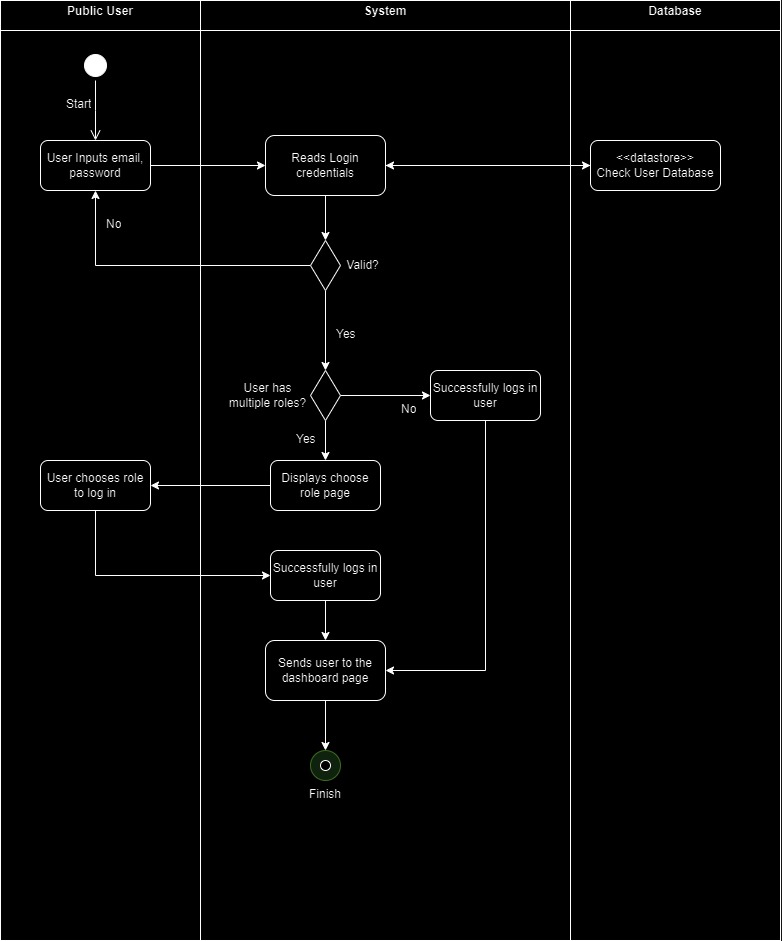 Public User
System
Database
Start
User Inputs email,
password
Reads Login
credentials
<<datastore>>
Check User Database
No
Valid?
Yes
User has
multiple roles?
No
Successfully logs in
user
Yes
User chooses role
to log in
Displays choose
role page
Successfully logs in
user
Sends user to the
dashboard page
Finish